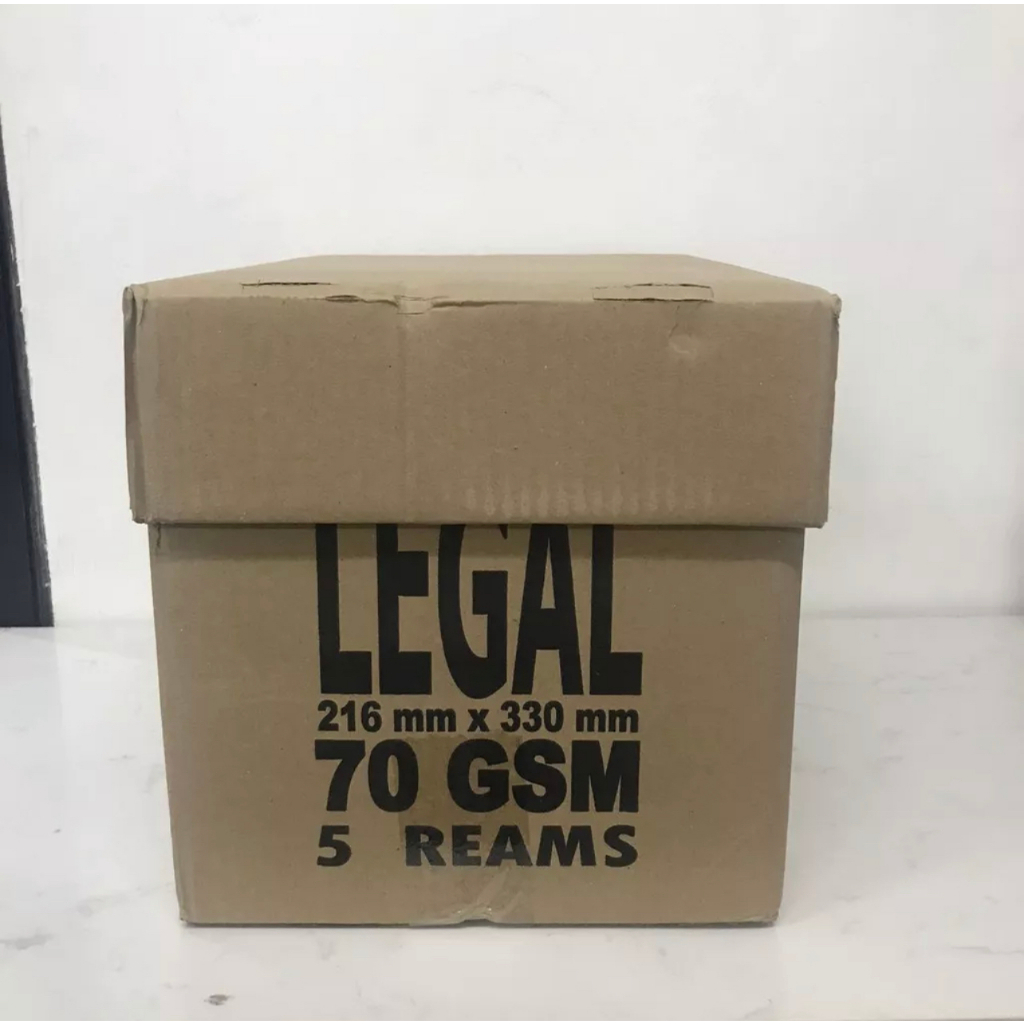 LEGAL
216 mm x 330 mm
70 GSM
5 REAMS